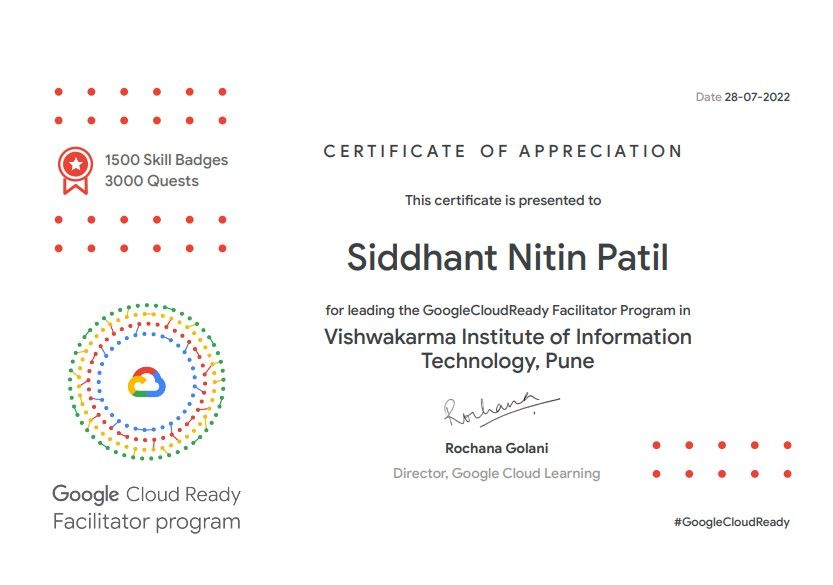 Date 28-07-2022
1500 Skill Badges
3000 Quests
CERTIFICATE OF APPRECIATION
This certificate is presented to
Siddhant Nitin Patil
for leading the GoogleCloudReady Facilitator Program in
Vishwakarma Institute of Information
Technology, Pune
Rochana
Rochana Golani
Director, Google Cloud Learning
Google Cloud Ready
Facilitator program
#GoogleCloudReady